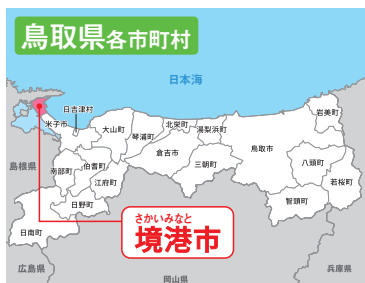 鳥取県各市町村
日本海
日吉津村
米子市
大山町
琴浦町
北栄町
湯梨浜町
岩美町
倉吉市
三朝町
鳥取市
八頭町
若桜町
智頭町
島根県
南部町
伯耆町
江府町
日野町
日南町
さかいみなと
境港市
広島県
岡山県
兵庫県